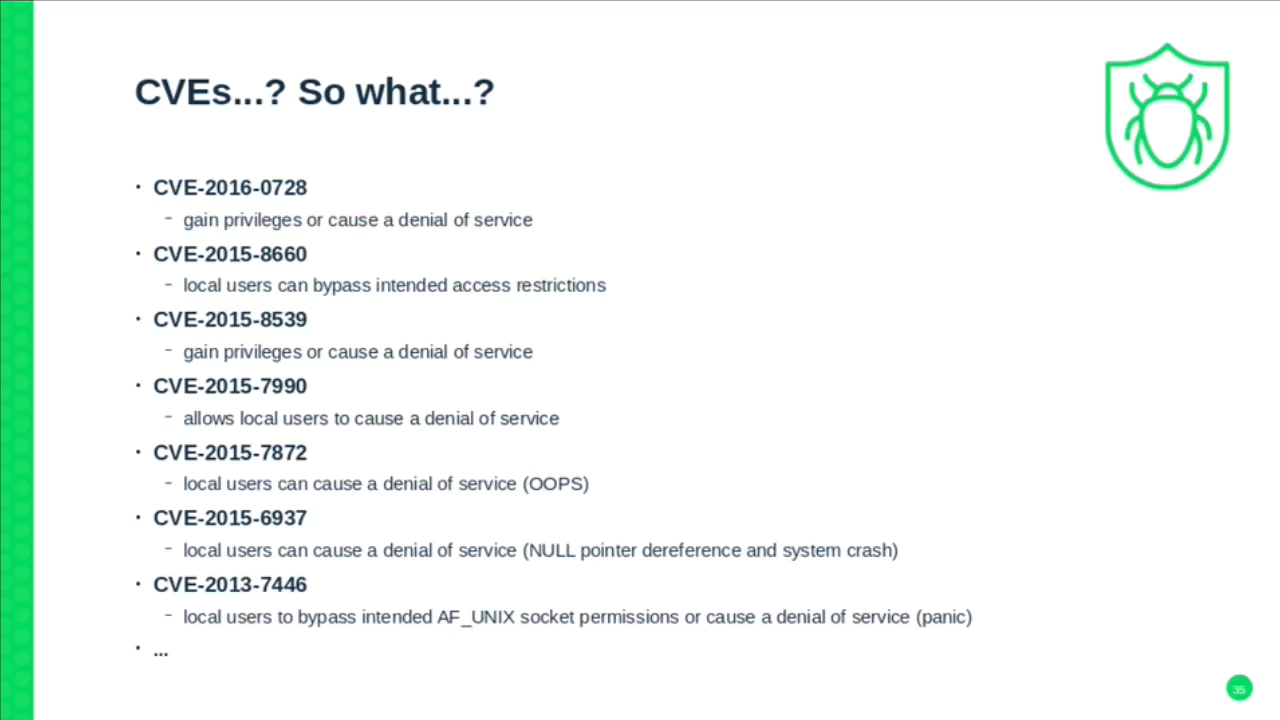 CVEs...? So what...?
· CVE-2016-0728
– gain privileges or cause a denial of service
· CVE-2015-8660
– local users can bypass intended access restrictions
· CVE-2015-8539
– gain privileges or cause a denial of service
· CVE-2015-7990
– allows local users to cause a denial of service
· CVE-2015-7872
– local users can cause a denial of service (OOPS)
· CVE-2015-6937
– local users can cause a denial of service (NULL pointer dereference and system crash)
· CVE-2013-7446
– local users to bypass intended AF_UNIX socket permissions or cause a denial of service (panic)
· ...
35